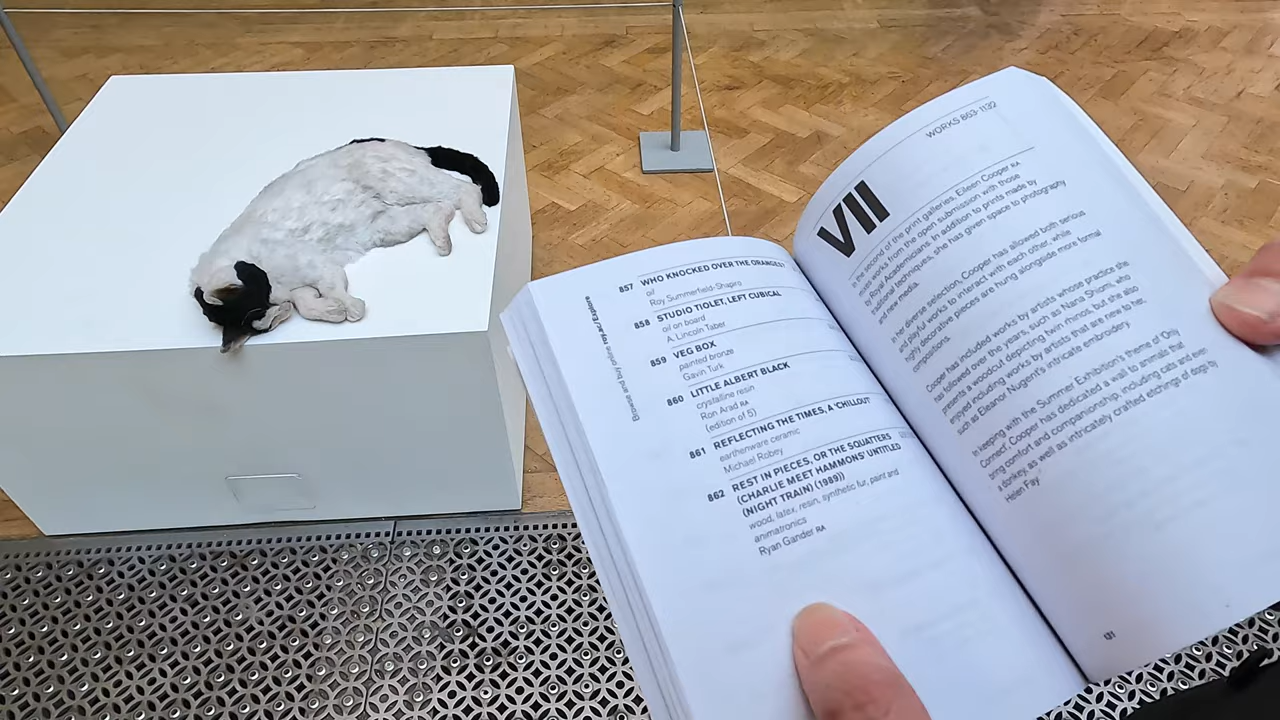 Browse and buy online roy.ac/Explore
857 WHO KNOCKED OVER THE ORANGES?
oil
Roy Summerfield-Shapiro
858 STUDIO TIOLET, LEFT CUBICAL
oil on board
A. Lincoln Taber
859 VEG BOX
painted bronze
Gavin Turk
860 LITTLE ALBERT BLACK
crystalline resin
Ron Arad RA
(edition of 5)
861 REFLECTING THE TIMES, A 'CHILLOUT'
earthenware ceramic
Michael Robey
862 REST IN PIECES, OR THE SQUATTERS
(CHARLIE MEET HAMMONS' UNTITLED
(NIGHT TRAIN) (1989))
wood, latex, resin, synthetic fur, paint and
animatronics
Ryan Gander RA
WORKS 863-1132
VII
In the second of the print galleries, Eileen Cooper RA
mixes works from the open submission with those
by Royal Academicians. In addition to prints made by
traditional techniques, she has given space to photography
and new media.
In her diverse selection, Cooper has allowed both serious
and playful works to interact with each other, while
highly decorative pieces are hung alongside more formal
compositions.
Cooper has included works by artists whose practice she
has followed over the years, such as Nana Shiomi, who
presents a woodcut depicting twin rhinos, but she also
enjoyed including works by artists that are new to her,
such as Eleanor Nugent's intricate embroidery.
In keeping with the Summer Exhibition's theme of 'Only
Connect' Cooper has dedicated a wall to animals that
bring comfort and companionship, including cats and even
a donkey, as well as intricately crafted etchings of dogs by
Helen Fay
131